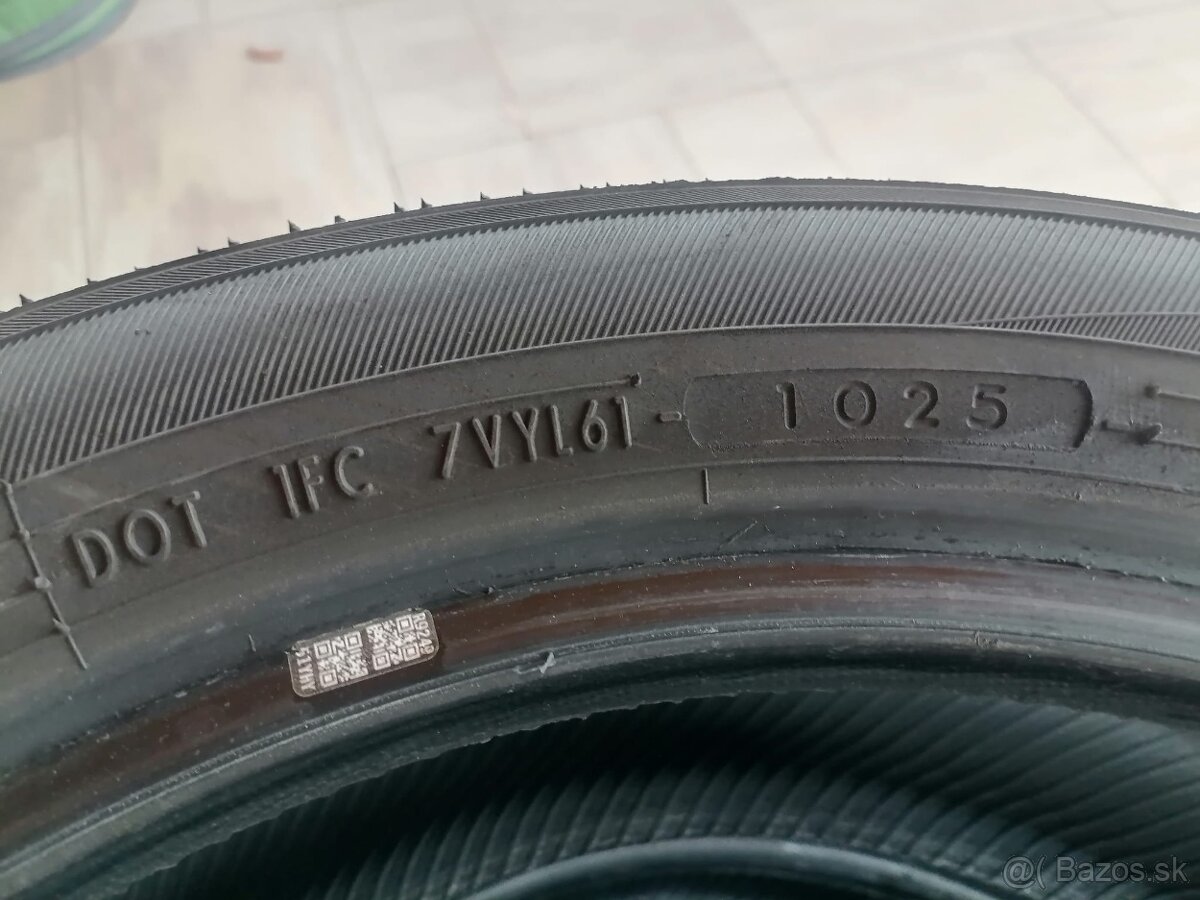 DOT 1FC 7VYL61 - 1025
@( Bazos.sk